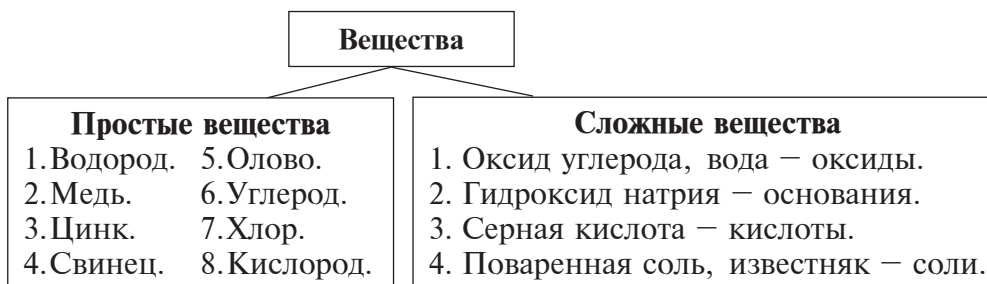 Вещества
Простые вещества
1.Водород. 5.Олово.
2.Медь. 6.Углерод.
3.Цинк. 7.Хлор.
4.Свинец. 8.Кислород.
Сложные вещества
1. Оксид углерода, вода – оксиды.
2. Гидроксид натрия – основания.
3. Серная кислота – кислоты.
4. Поваренная соль, известняк – соли.